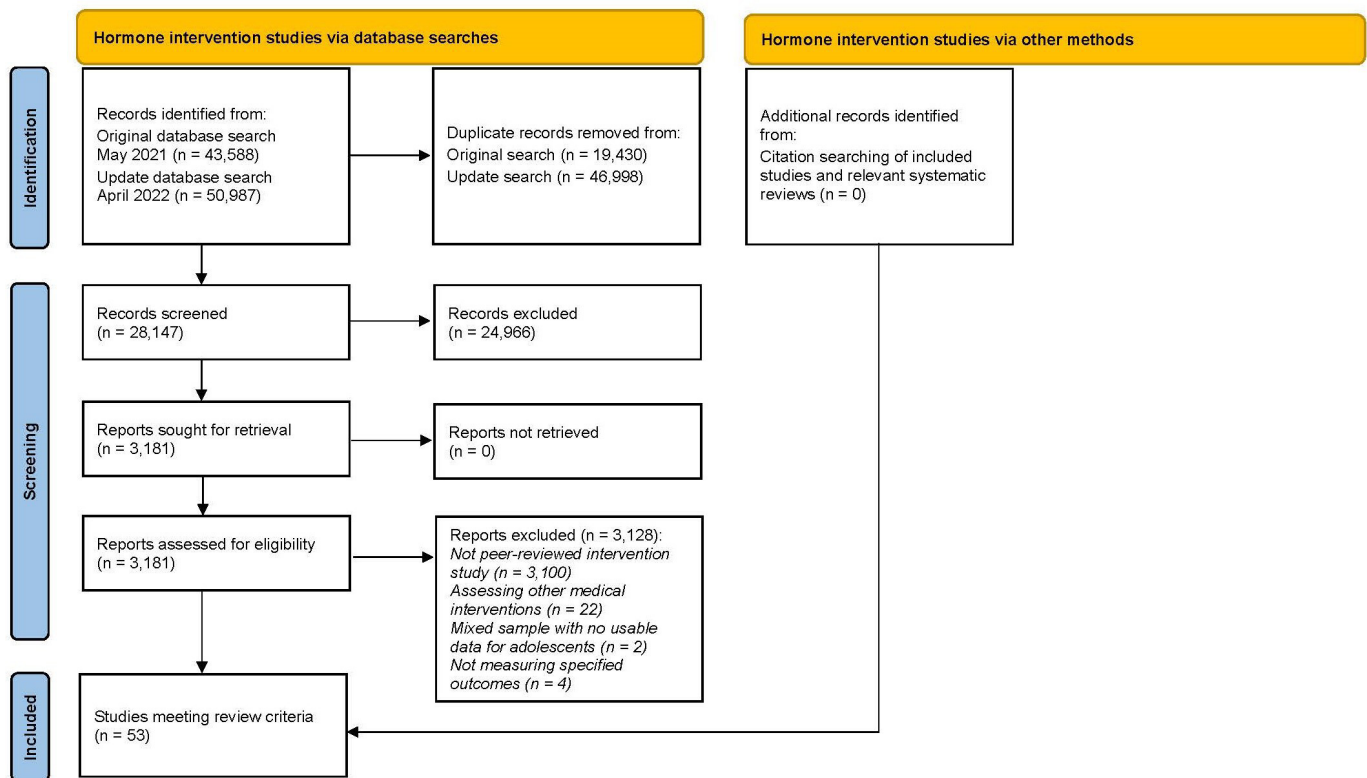 Hormone intervention studies via database searches
Hormone intervention studies via other methods
Identification
Records identified from:
Original database search
May 2021 (n = 43,588)
Update database search
April 2022 (n = 50,987)
Duplicate records removed from:
Original search (n = 19,430)
Update search (n = 46,998)
Additional records identified
from:
Citation searching of included
studies and relevant systematic
reviews (n = 0)
Screening
Records screened
(n = 28,147)
Records excluded
(n = 24,966)
Reports sought for retrieval
(n = 3,181)
Reports not retrieved
(n = 0)
Reports assessed for eligibility
(n = 3,181)
Reports excluded (n = 3,128):
Not peer-reviewed intervention
study (n = 3,100)
Assessing other medical
interventions (n = 22)
Mixed sample with no usable
data for adolescents (n = 2)
Not measuring specified
outcomes (n = 4)
Included
Studies meeting review criteria
(n = 53)